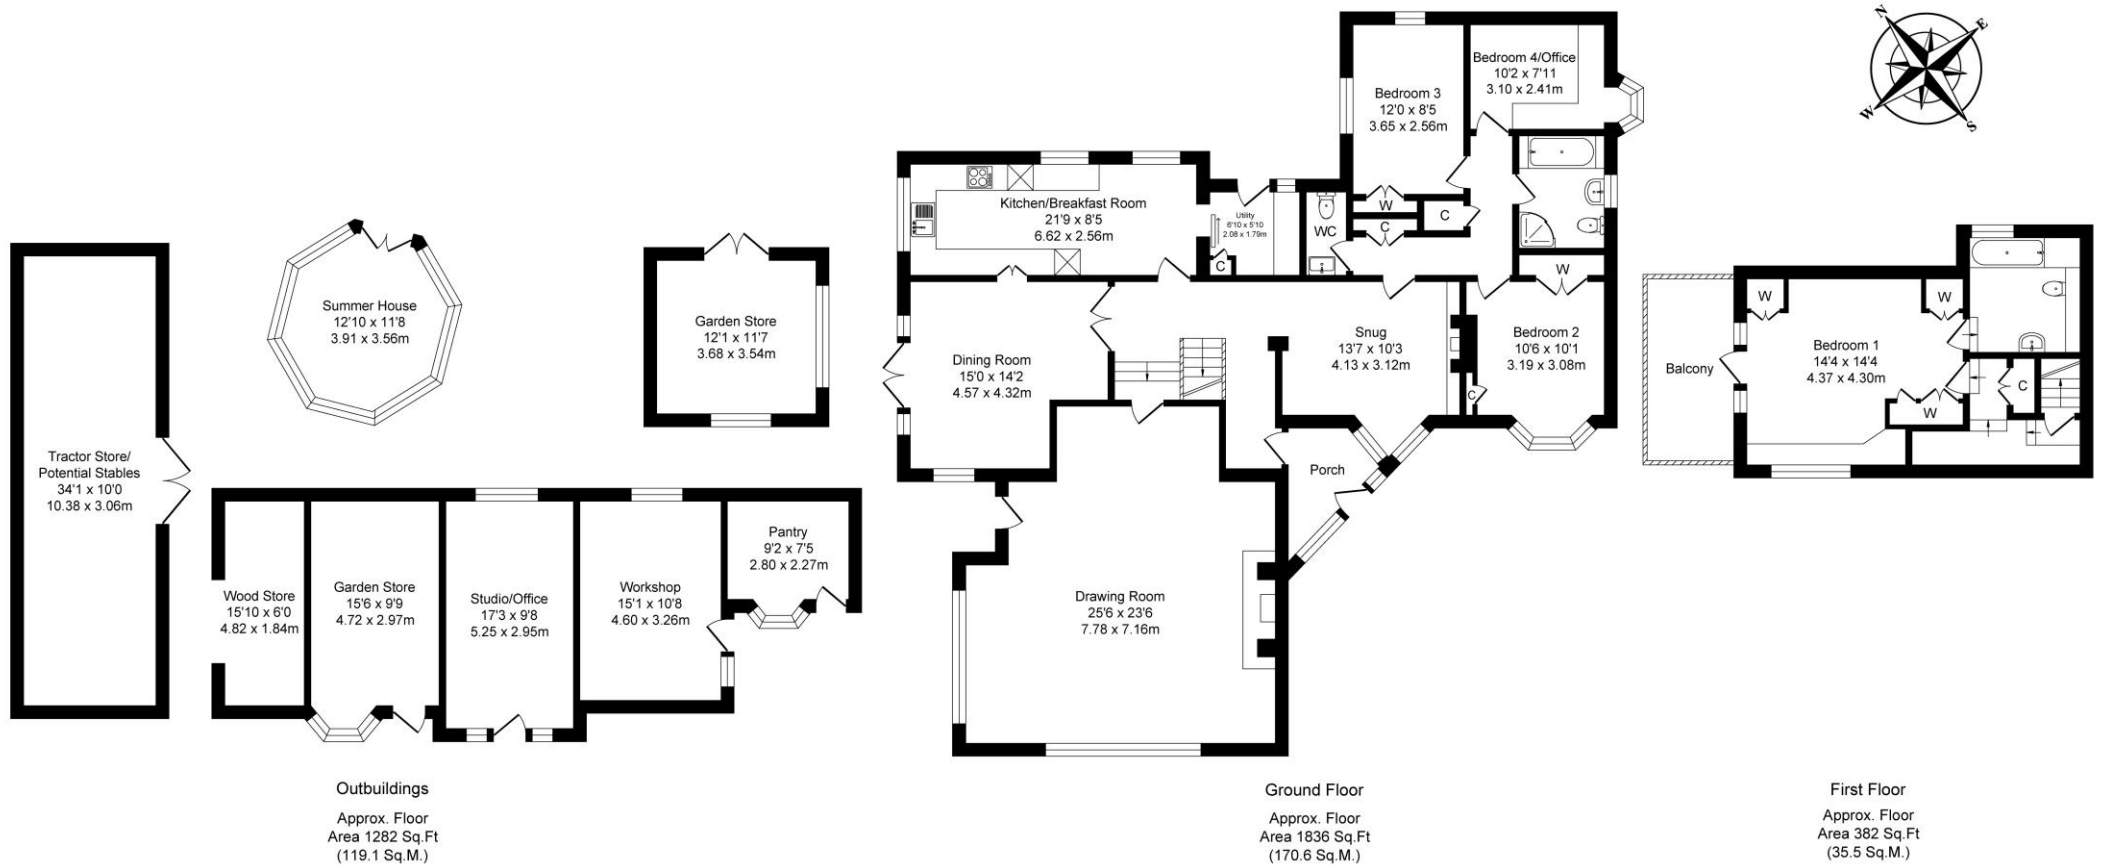 N
E
S
W
Summer House
12'10 x 11'8
3.91 x 3.56m
Garden Store
12'1 x 11'7
3.68 x 3.54m
Tractor Store/
Potential Stables
34'1 x 10'0
10.38 x 3.06m
Wood Store
15'10 x 6'0
4.82 x 1.84m
Garden Store
15'6 x 9'9
4.72 x 2.97m
Studio/Office
17'3 x 9'8
5.25 x 2.95m
Workshop
15'1 x 10'8
4.60 x 3.26m
Pantry
9'2 x 7'5
2.80 x 2.27m
Outbuildings
Approx. Floor
Area 1282 Sq.Ft
(119.1 Sq.M.)
Bedroom 3
12'0 x 8'5
3.65 x 2.56m
Bedroom 4/Office
10'2 x 7'11
3.10 x 2.41m
Kitchen/Breakfast Room
21'9 x 8'5
6.62 x 2.56m
Utility
6'10 x 5'10
2.08 x 1.79m
C
WC
W
C
C
W
Dining Room
15'0 x 14'2
4.57 x 4.32m
Snug
13'7 x 10'3
4.13 x 3.12m
Bedroom 2
10'6 x 10'1
3.19 x 3.08m
C
Porch
Drawing Room
25'6 x 23'6
7.78 x 7.16m
Ground Floor
Approx. Floor
Area 1836 Sq.Ft
(170.6 Sq.M.)
W
W
Bedroom 1
14'4 x 14'4
4.37 x 4.30m
Balcony
C
W
First Floor
Approx. Floor
Area 382 Sq.Ft
(35.5 Sq.M.)